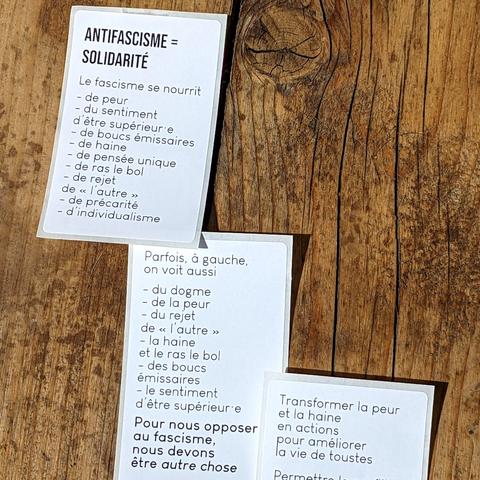 ANTIFASCISME =
SOLIDARITÉ
Le fascisme se nourrit
- de peur
- du sentiment
d'être supérieur·e
- de boucs émissaires
- de haine
- de pensée unique
- de ras le bol
- de rejet
de « l'autre »
- de précarité
- d'individualisme
Parfois, à gauche,
on voit aussi
- du dogme
- de la peur
- du rejet
de « l'autre »
- la haine
et le ras le bol
- des boucs
émissaires
- le sentiment
d'être supérieur·e
Pour nous opposer
au fascisme,
nous devons
être autre chose
Transformer la peur
et la haine
en actions
pour améliorer
la vie de toustes
Permettre